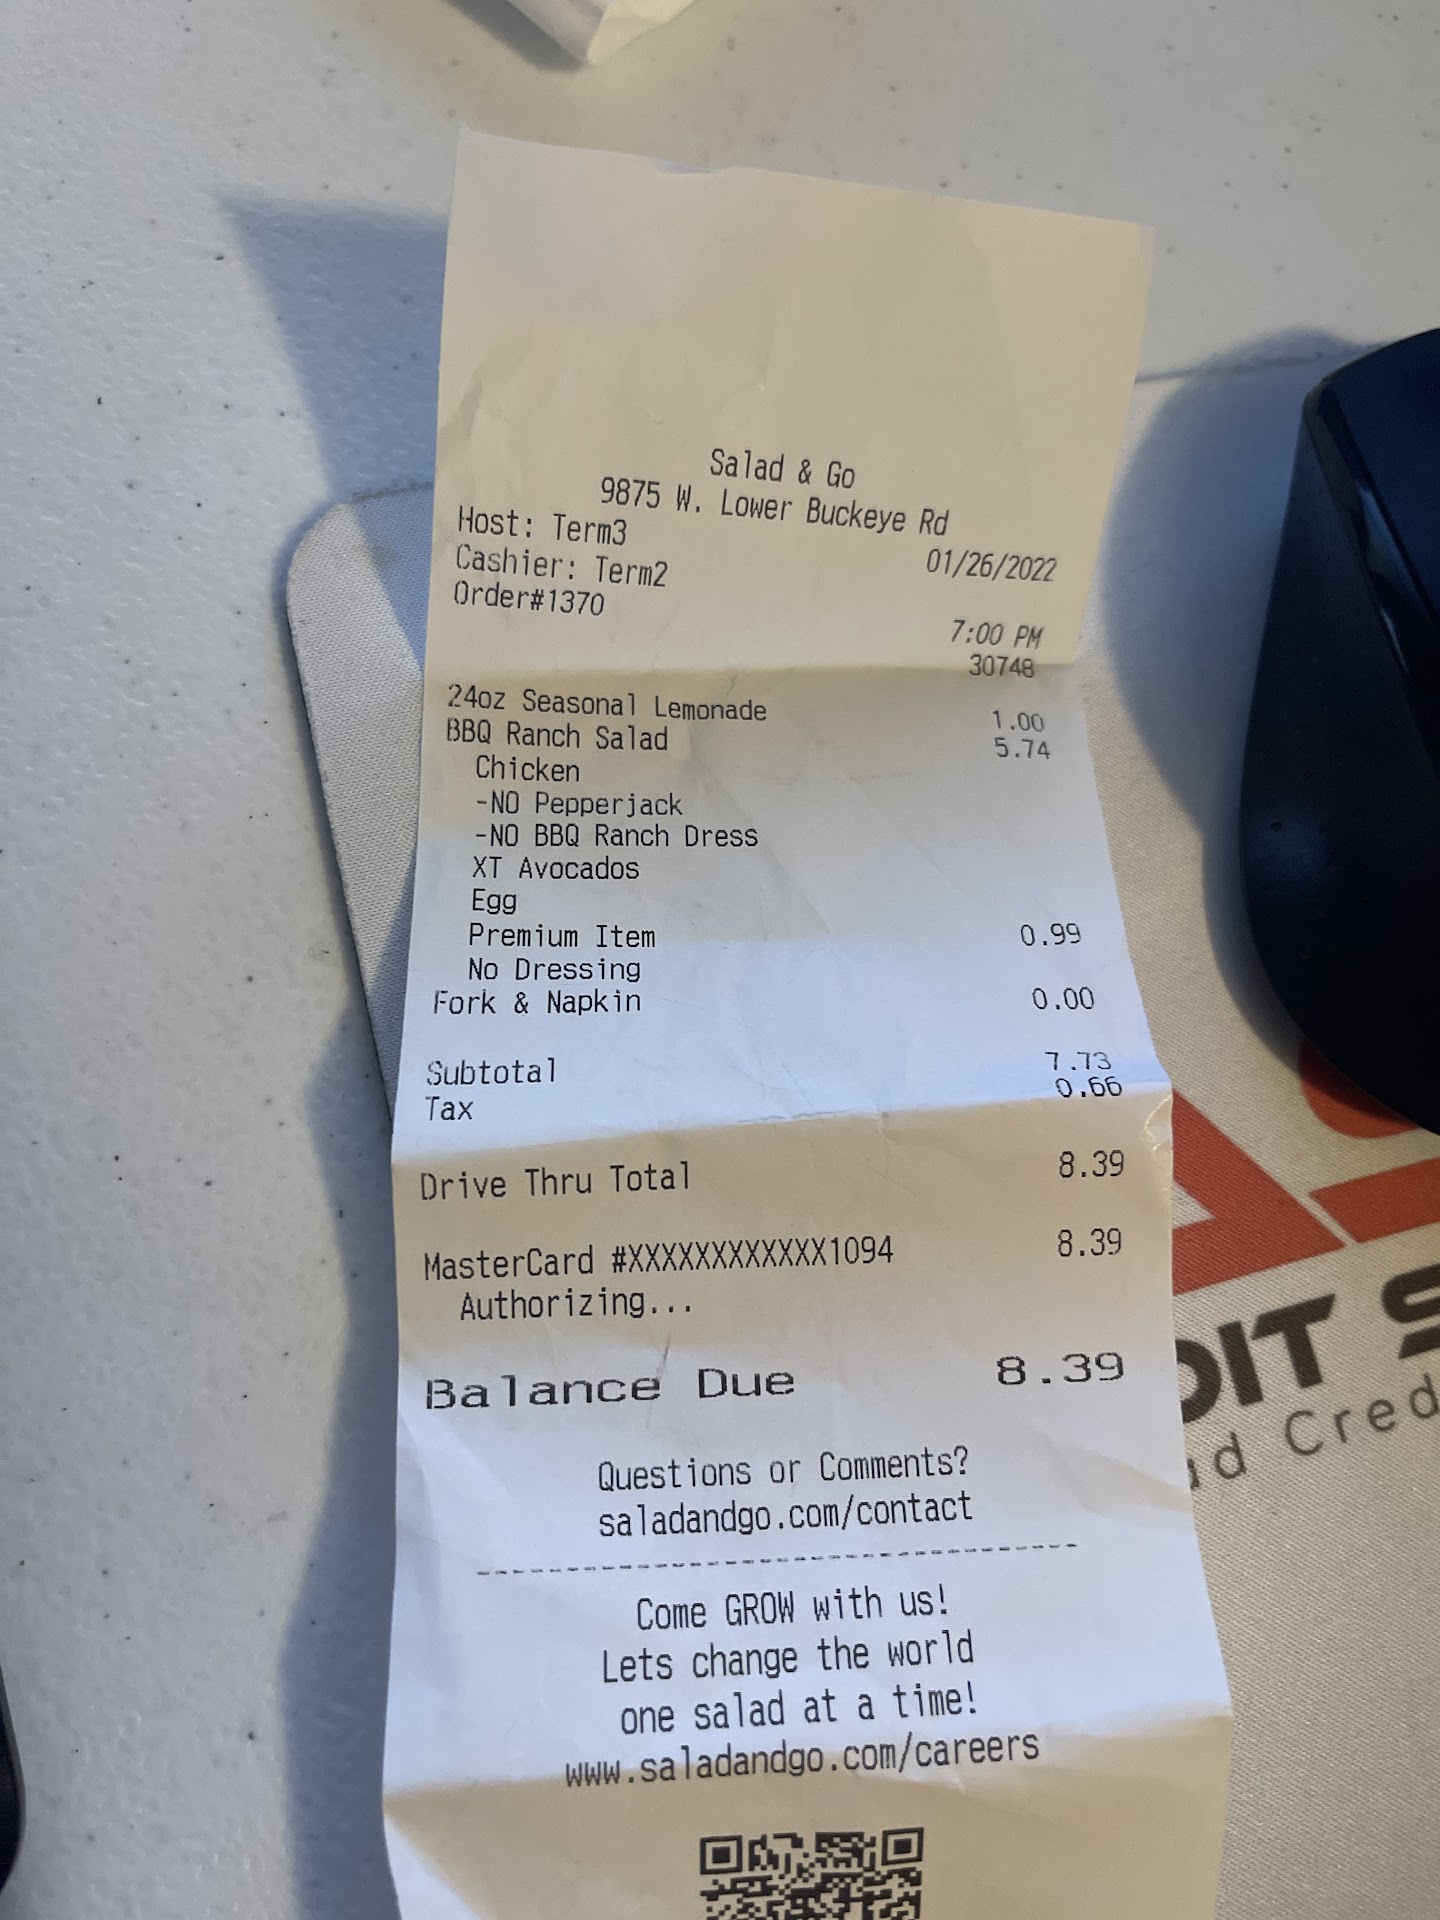 Salad & Go
9875 W. Lower Buckeye Rd
Host: Term3
01/26/2022
Cashier: Term2
Order#1370
7:00 PM
30748
24oz Seasonal Lemonade 1.00
BBQ Ranch Salad 5.74
Chicken
-NO Pepperjack
-NO BBQ Ranch Dress
XT Avocados
Egg
Premium Item 0.99
No Dressing
Fork & Napkin 0.00
Subtotal 7.73
Tax 0.66
Drive Thru Total 8.39
MasterCard #XXXXXXXXXXXX1094 8.39
Authorizing...
Balance Due 8.39
Questions or Comments?
saladandgo.com/contact
--------------------------------
Come GROW with us!
Lets change the world
one salad at a time!
www.saladandgo.com/careers